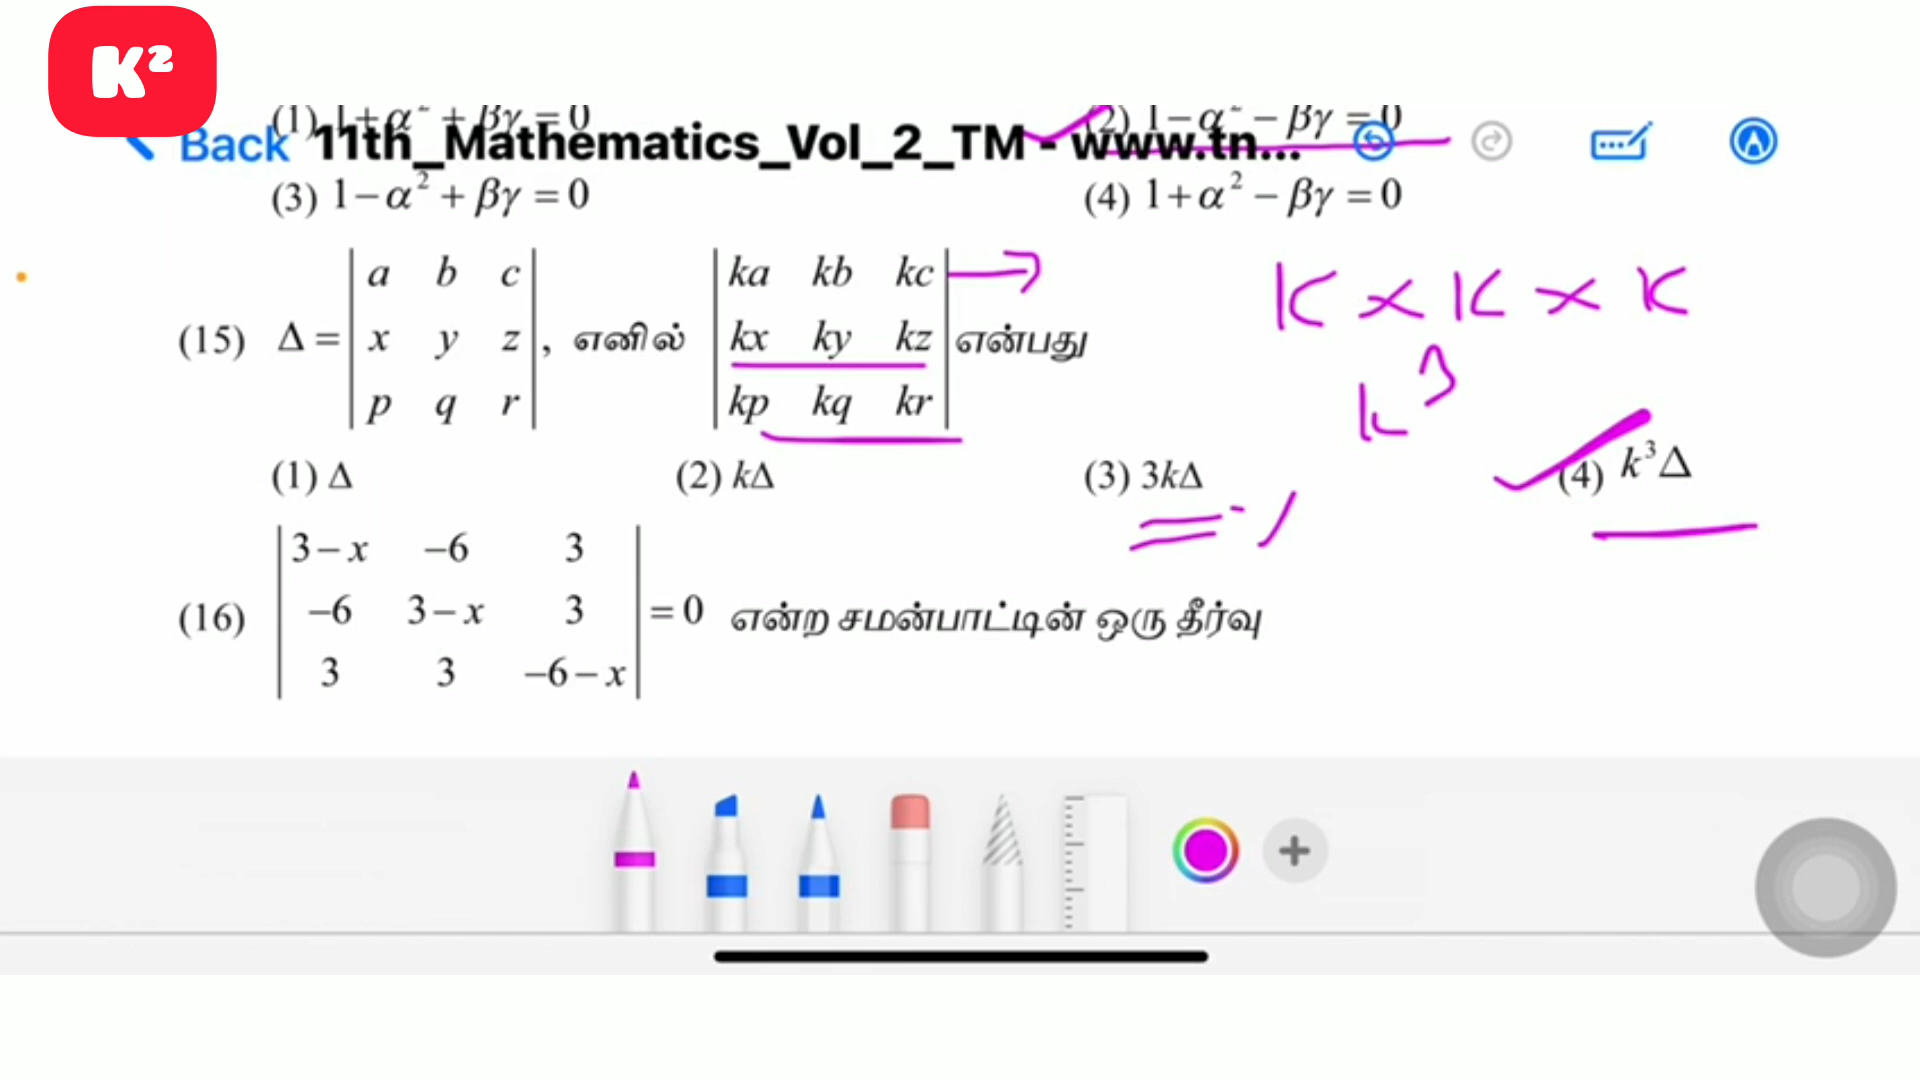 K²
(1) 1+α² + βγ = 0 (2) 1−α² − βγ = 0
Back 11th_Mathematics_Vol_2_TM - www.tn...
(3) 1−α² + βγ = 0 (4) 1+α² − βγ = 0
(15) Δ = | a b c | , எனில் | ka kb kc | என்பது
| x y z | | kx ky kz |
| p q r | | kp kq kr |
K × K × K
k³
(1) Δ (2) kΔ (3) 3kΔ (4) k³Δ
(16) | 3−x −6 3 | = 0 என்ற சமன்பாட்டின் ஒரு தீர்வு
| −6 3−x 3 |
| 3 3 −6−x |